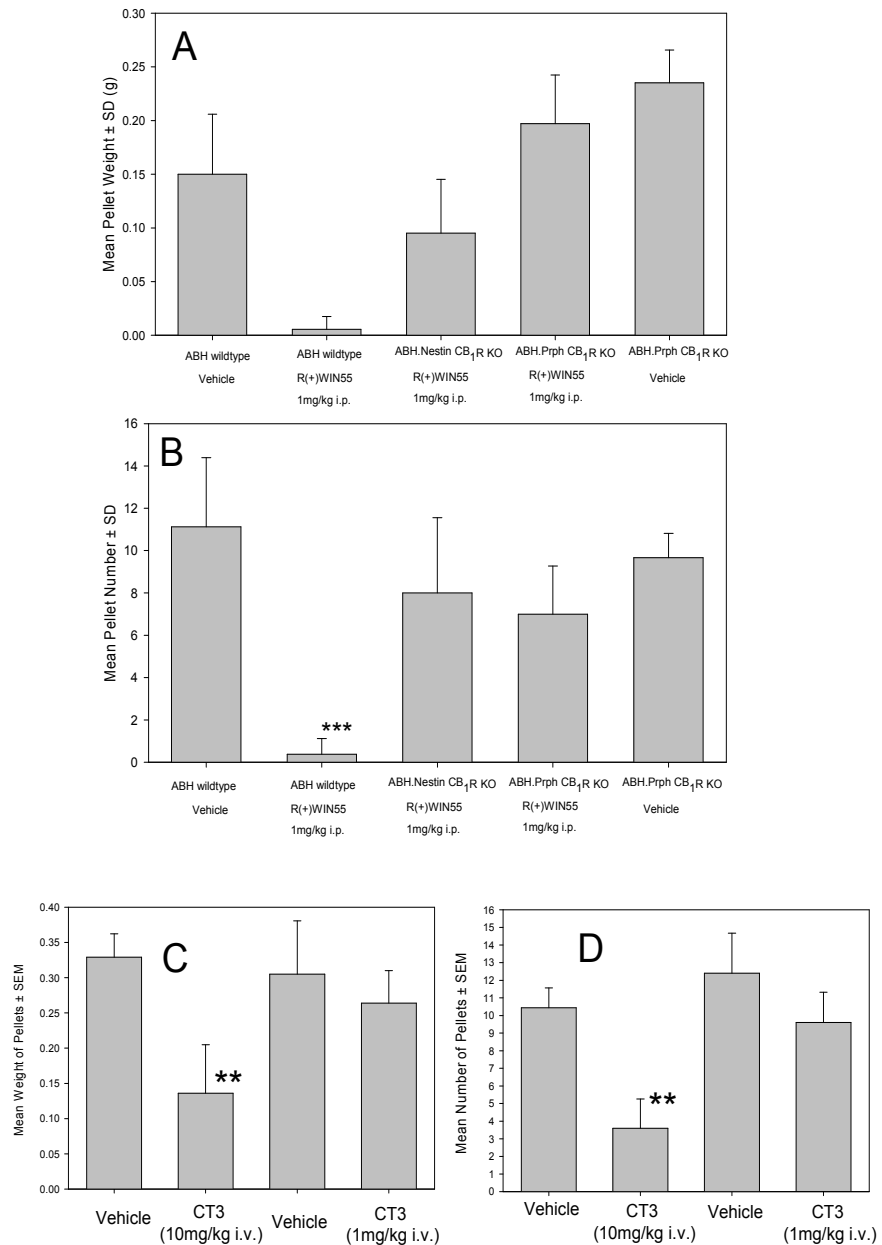 A
Mean Pellet Weight ± SD (g)
0.30
0.25
0.20
0.15
0.10
0.05
0.00
ABH wildtype ABH wildtype ABH.Nestin CB1R KO ABH.Prph CB1R KO ABH.Prph CB1R KO
Vehicle R(+)WIN55 R(+)WIN55 R(+)WIN55 Vehicle
1mg/kg i.p. 1mg/kg i.p. 1mg/kg i.p.
B
Mean Pellet Number ± SD
16
14
12
10
8
6
4
2
0
***
ABH wildtype ABH wildtype ABH.Nestin CB1R KO ABH.Prph CB1R KO ABH.Prph CB1R KO
Vehicle R(+)WIN55 R(+)WIN55 R(+)WIN55 Vehicle
1mg/kg i.p. 1mg/kg i.p. 1mg/kg i.p.
C
Mean Weight of Pellets ± SEM
0.40
0.35
0.30
0.25
0.20
0.15
0.10
0.05
0.00
**
Vehicle CT3 Vehicle CT3
(10mg/kg i.v.) (1mg/kg i.v.)
D
Mean Number of Pellets ± SEM
16
15
14
13
12
11
10
9
8
7
6
5
4
3
2
1
0
**
Vehicle CT3 Vehicle CT3
(10mg/kg i.v.) (1mg/kg i.v.)